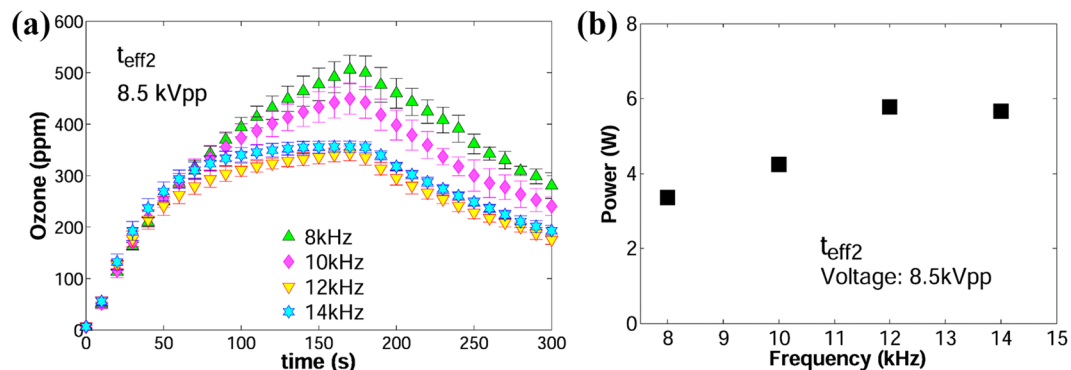 (a)
600
500
400
300
200
100
0
Ozone (ppm)
t_eff2
8.5 kVpp
8kHz
10kHz
12kHz
14kHz
0 50 100 150 200 250 300
time (s)
(b)
8
6
4
2
0
Power (W)
t_eff2
Voltage: 8.5kVpp
8 9 10 11 12 13 14 15
Frequency (kHz)